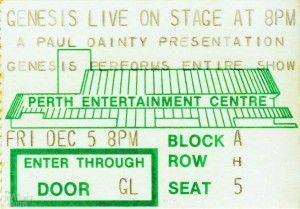 GENESIS LIVE ON STAGE AT 8PM
A PAUL DAINTY PRESENTATION
GENESIS PERFORMS ENTIRE SHOW
PERTH ENTERTAINMENT CENTRE
FRI DEC 5 8PM
BLOCK A
ENTER THROUGH
ROW H
DOOR GL
SEAT 5